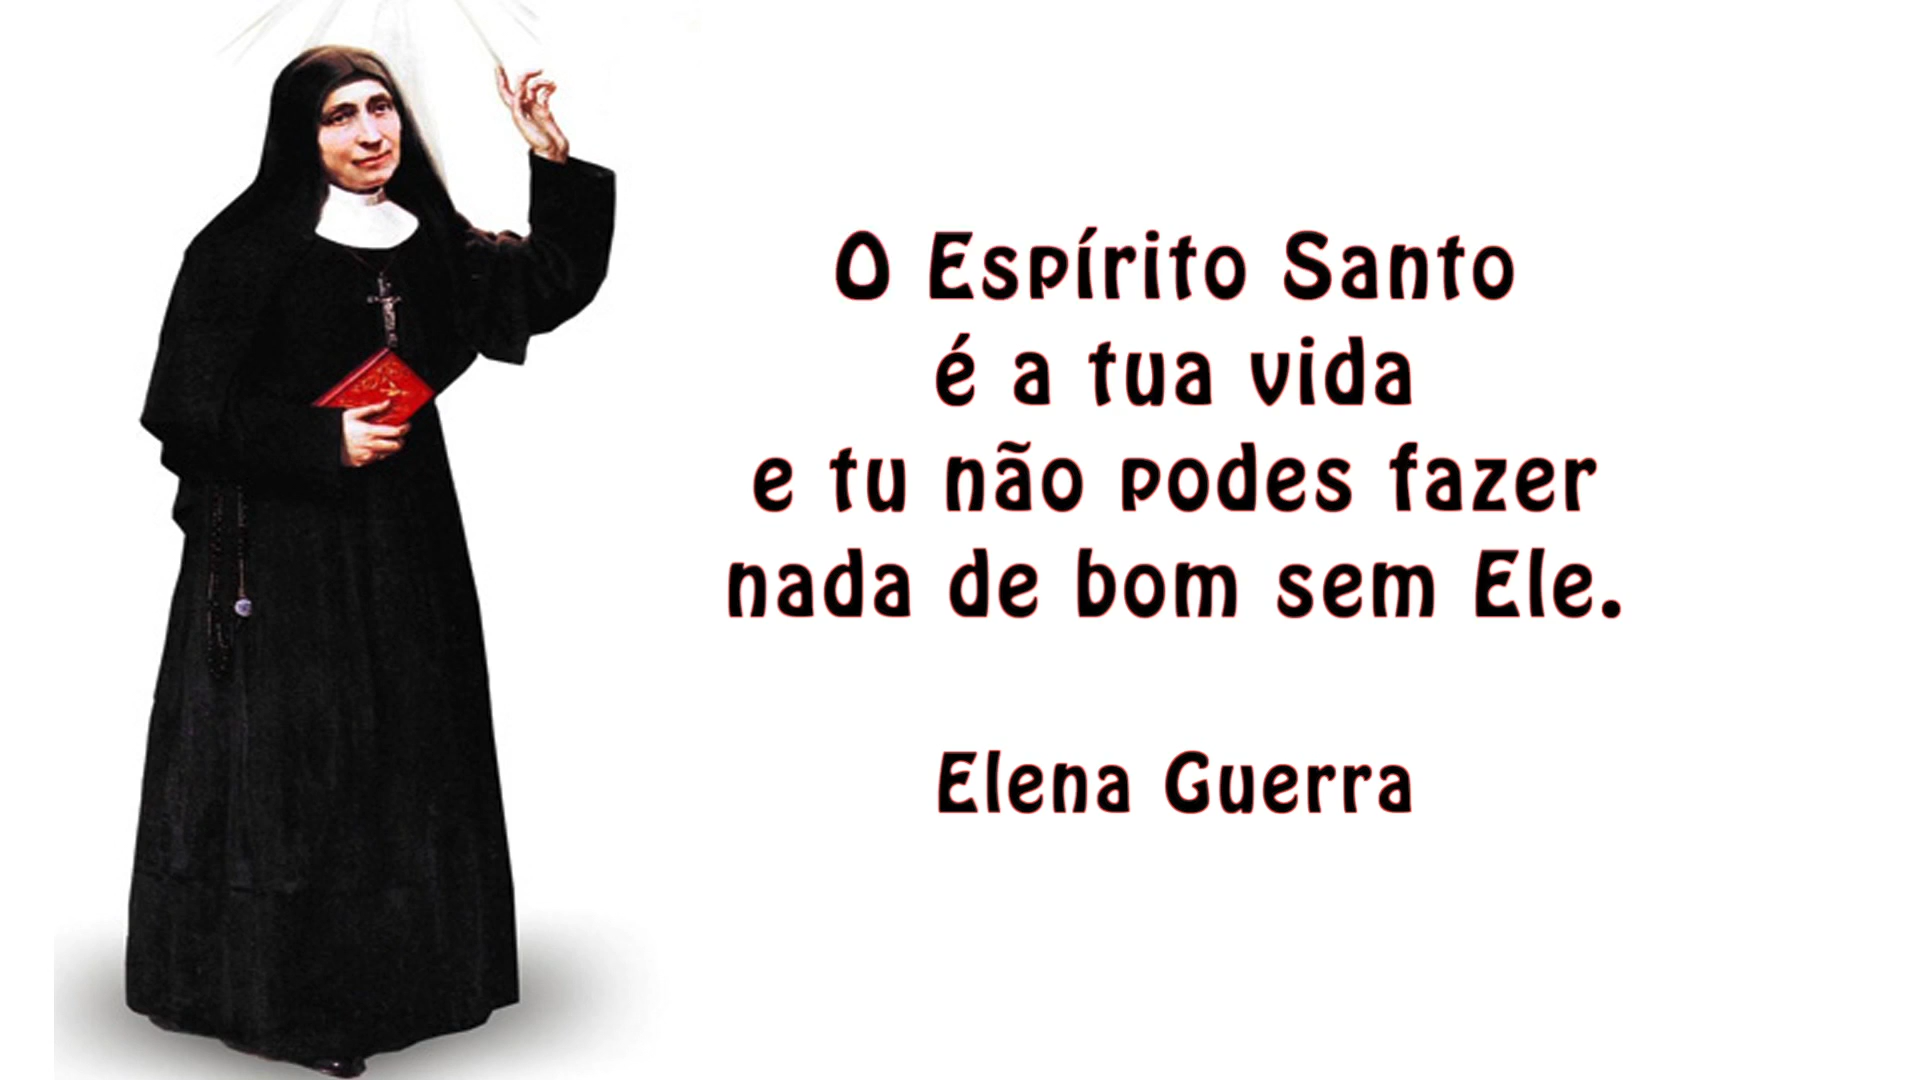 O Espírito Santo
é a tua vida
e tu não podes fazer
nada de bom sem Ele.
Elena Guerra